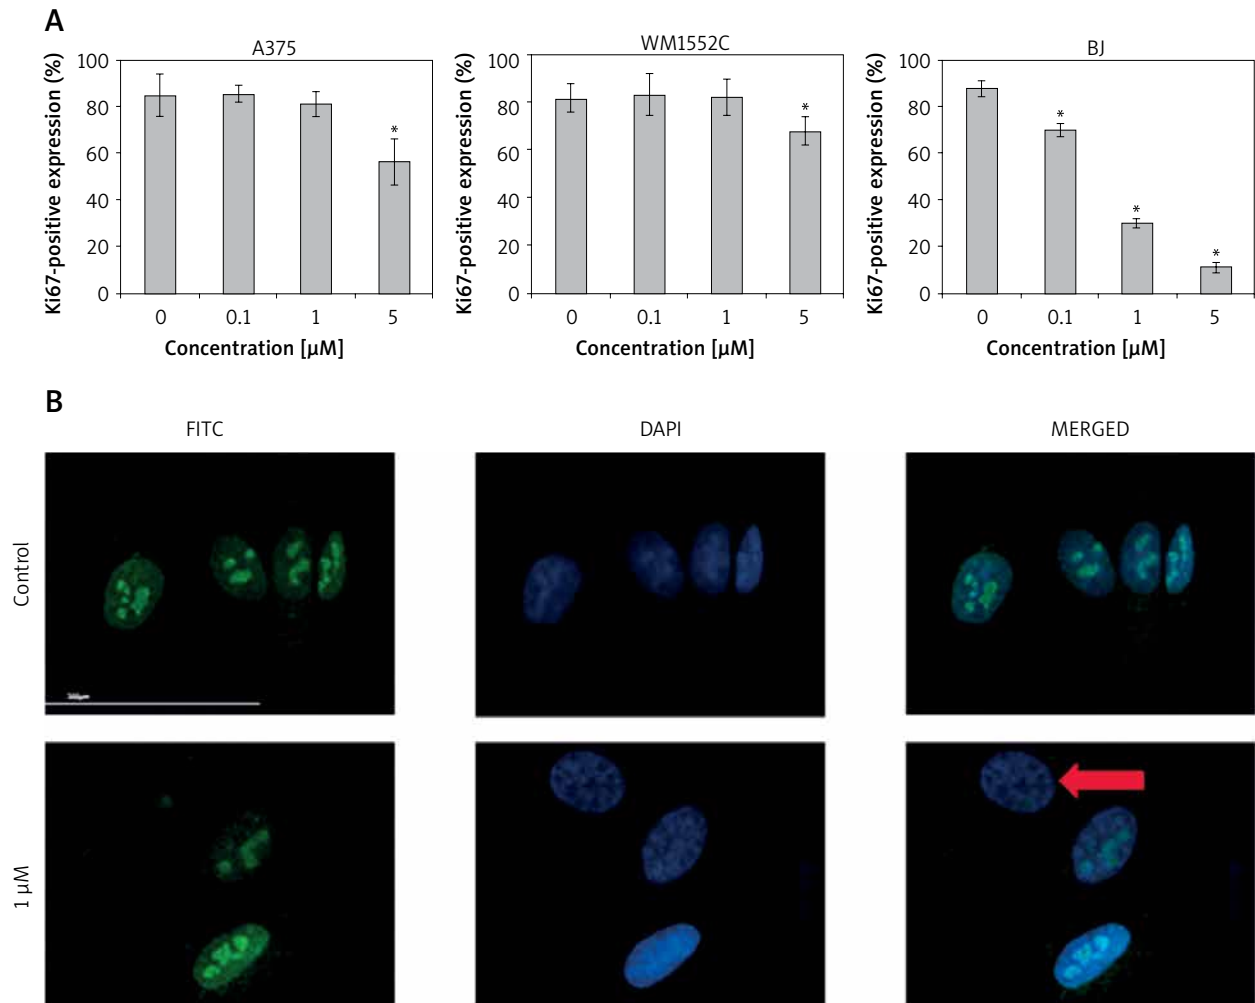 A
A375
Ki67-positive expression (%)
100
80
60
40
20
0
*
0 0.1 1 5
Concentration [µM]
WM1552C
Ki67-positive expression (%)
100
80
60
40
20
0
*
0 0.1 1 5
Concentration [µM]
BJ
Ki67-positive expression (%)
100
80
60
40
20
0
*
*
*
0 0.1 1 5
Concentration [µM]
B
FITC DAPI MERGED
Control
1 µM